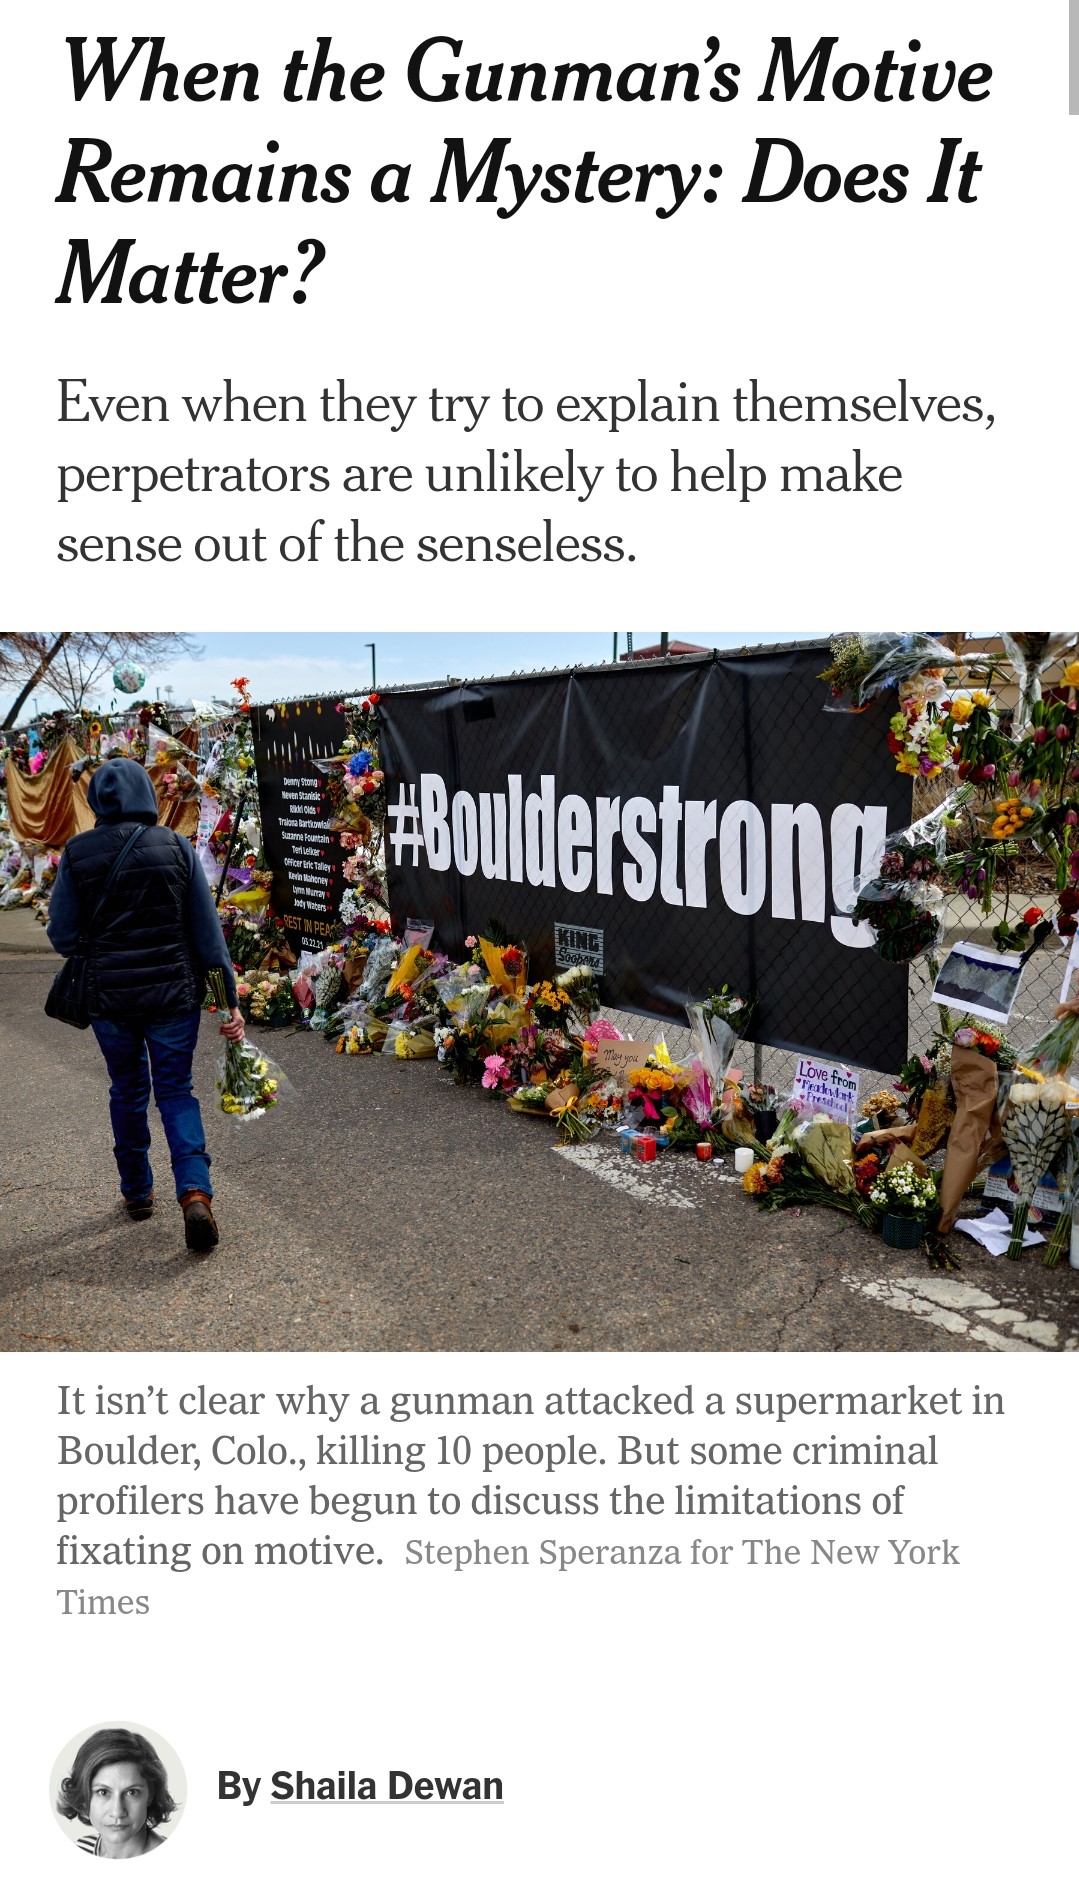 When the Gunman’s Motive
Remains a Mystery: Does It
Matter?
Even when they try to explain themselves,
perpetrators are unlikely to help make
sense out of the senseless.
Denny Stong
Neven Stanisic
Rikki Olds
Tralona Bartkowiak
Suzanne Fountain
Teri Leiker
Officer Eric Talley
Kevin Mahoney
Lynn Murray
Jody Waters
REST IN PEACE
03.22.21
#Boulderstrong
KING
Soopers
May you
Love from
Meadowlark
Preschool
It isn’t clear why a gunman attacked a supermarket in
Boulder, Colo., killing 10 people. But some criminal
profilers have begun to discuss the limitations of
fixating on motive. Stephen Speranza for The New York
Times
By Shaila Dewan